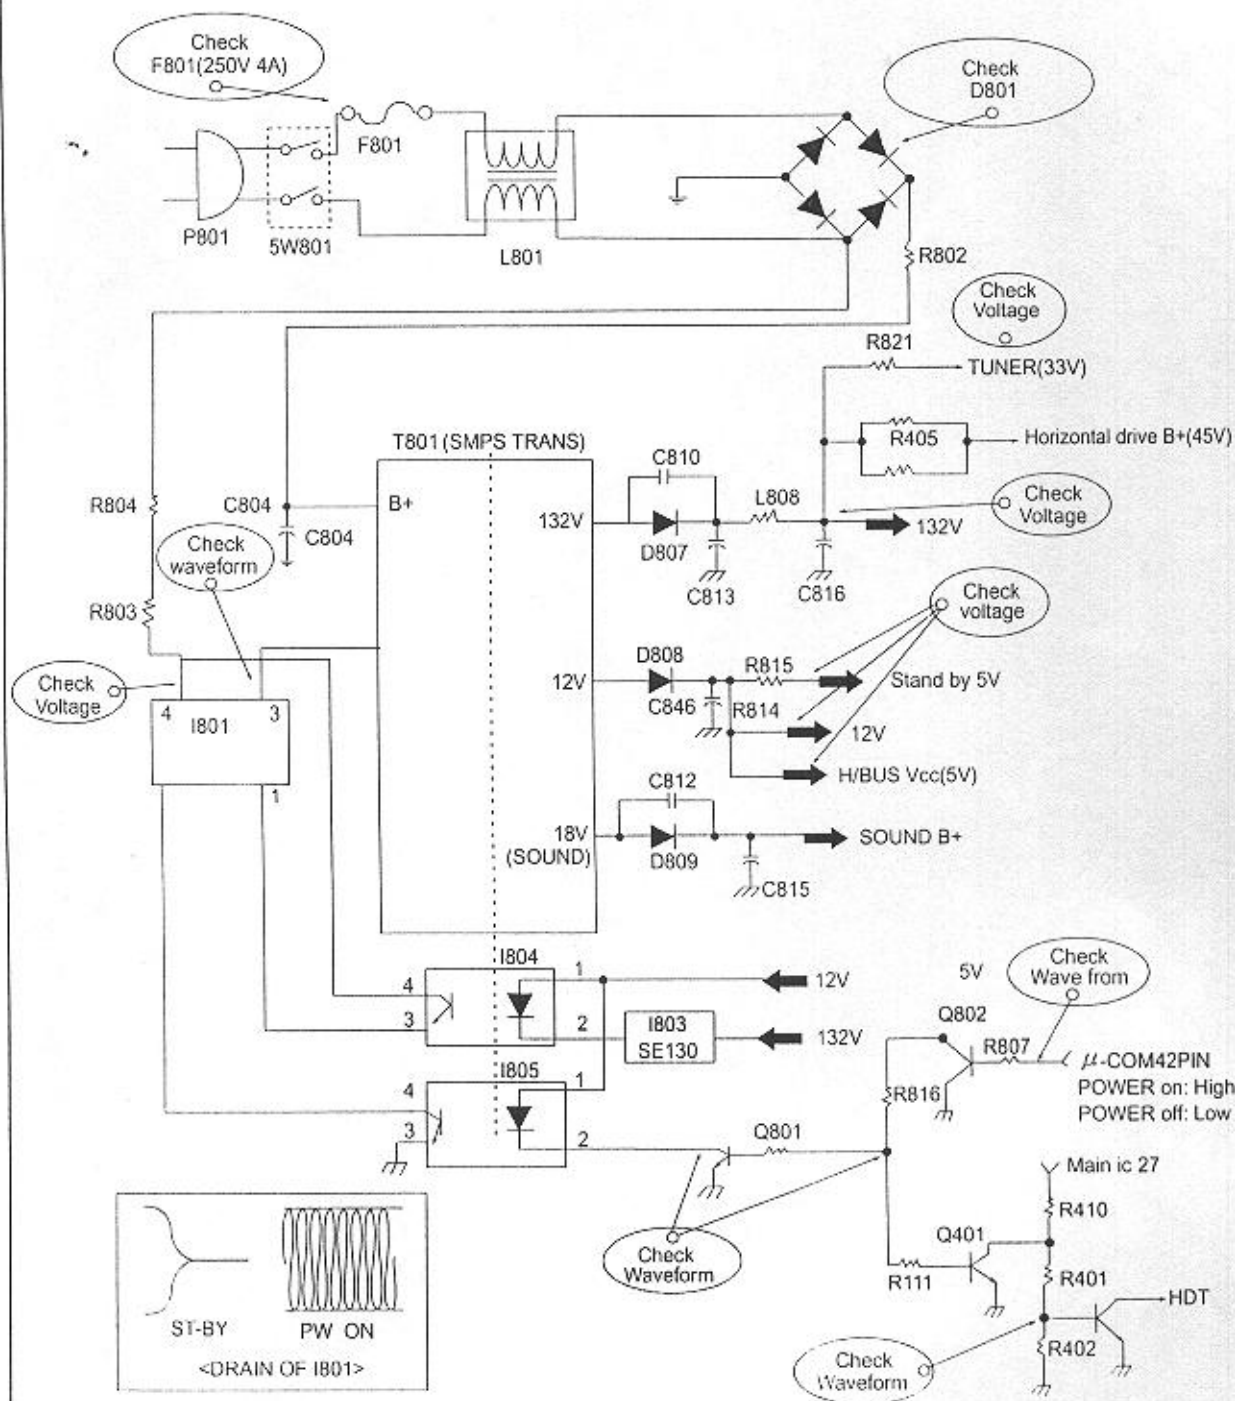 Check
F801(250V 4A)
Check
D801
F801
P801
5W801
L801
R802
Check
Voltage
R821
TUNER(33V)
T801(SMPS TRANS)
C810
R405
Horizontal drive B+(45V)
R804
C804
B+
C804
132V
L808
Check
Voltage
132V
D807
C813
C816
Check
waveform
R803
Check
voltage
D808
R815
12V
Stand by 5V
C846
R814
12V
Check
Voltage
4
3
I801
1
H/BUS Vcc(5V)
C812
18V
(SOUND)
D809
SOUND B+
C815
I804
4
1
12V
3
2
I803
SE130
132V
5V
Check
Wave from
Q802
R807
μ-COM42PIN
POWER on: High
POWER off: Low
I805
4
1
3
2
R816
Q801
Main ic 27
R410
Check
Waveform
Q401
R111
R401
HDT
R402
Check
Waveform
ST-BY
PW ON
<DRAIN OF I801>